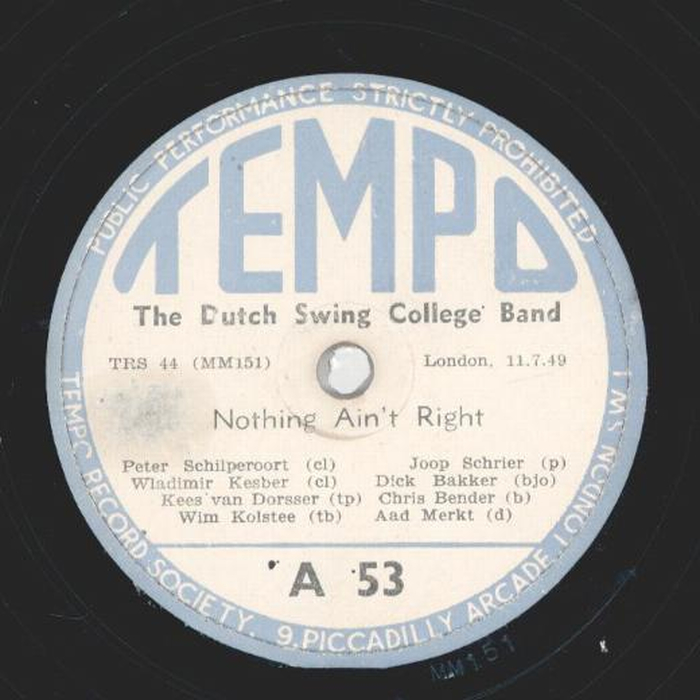 PUBLIC PERFORMANCE STRICTLY PROHIBITED
TEMPO
The Dutch Swing College Band
TRS 44 (MM151) London, 11.7.49
Nothing Ain't Right
Peter Schilperoort (cl) Joop Schrier (p)
Wladimir Kesber (cl) Dick Bakker (bjo)
Kees van Dorsser (tp) Chris Bender (b)
Wim Kolstee (tb) Aad Merkt (d)
A 53
TEMPO RECORD SOCIETY. 9.PICCADILLY ARCADE LONDON SW1
MM151